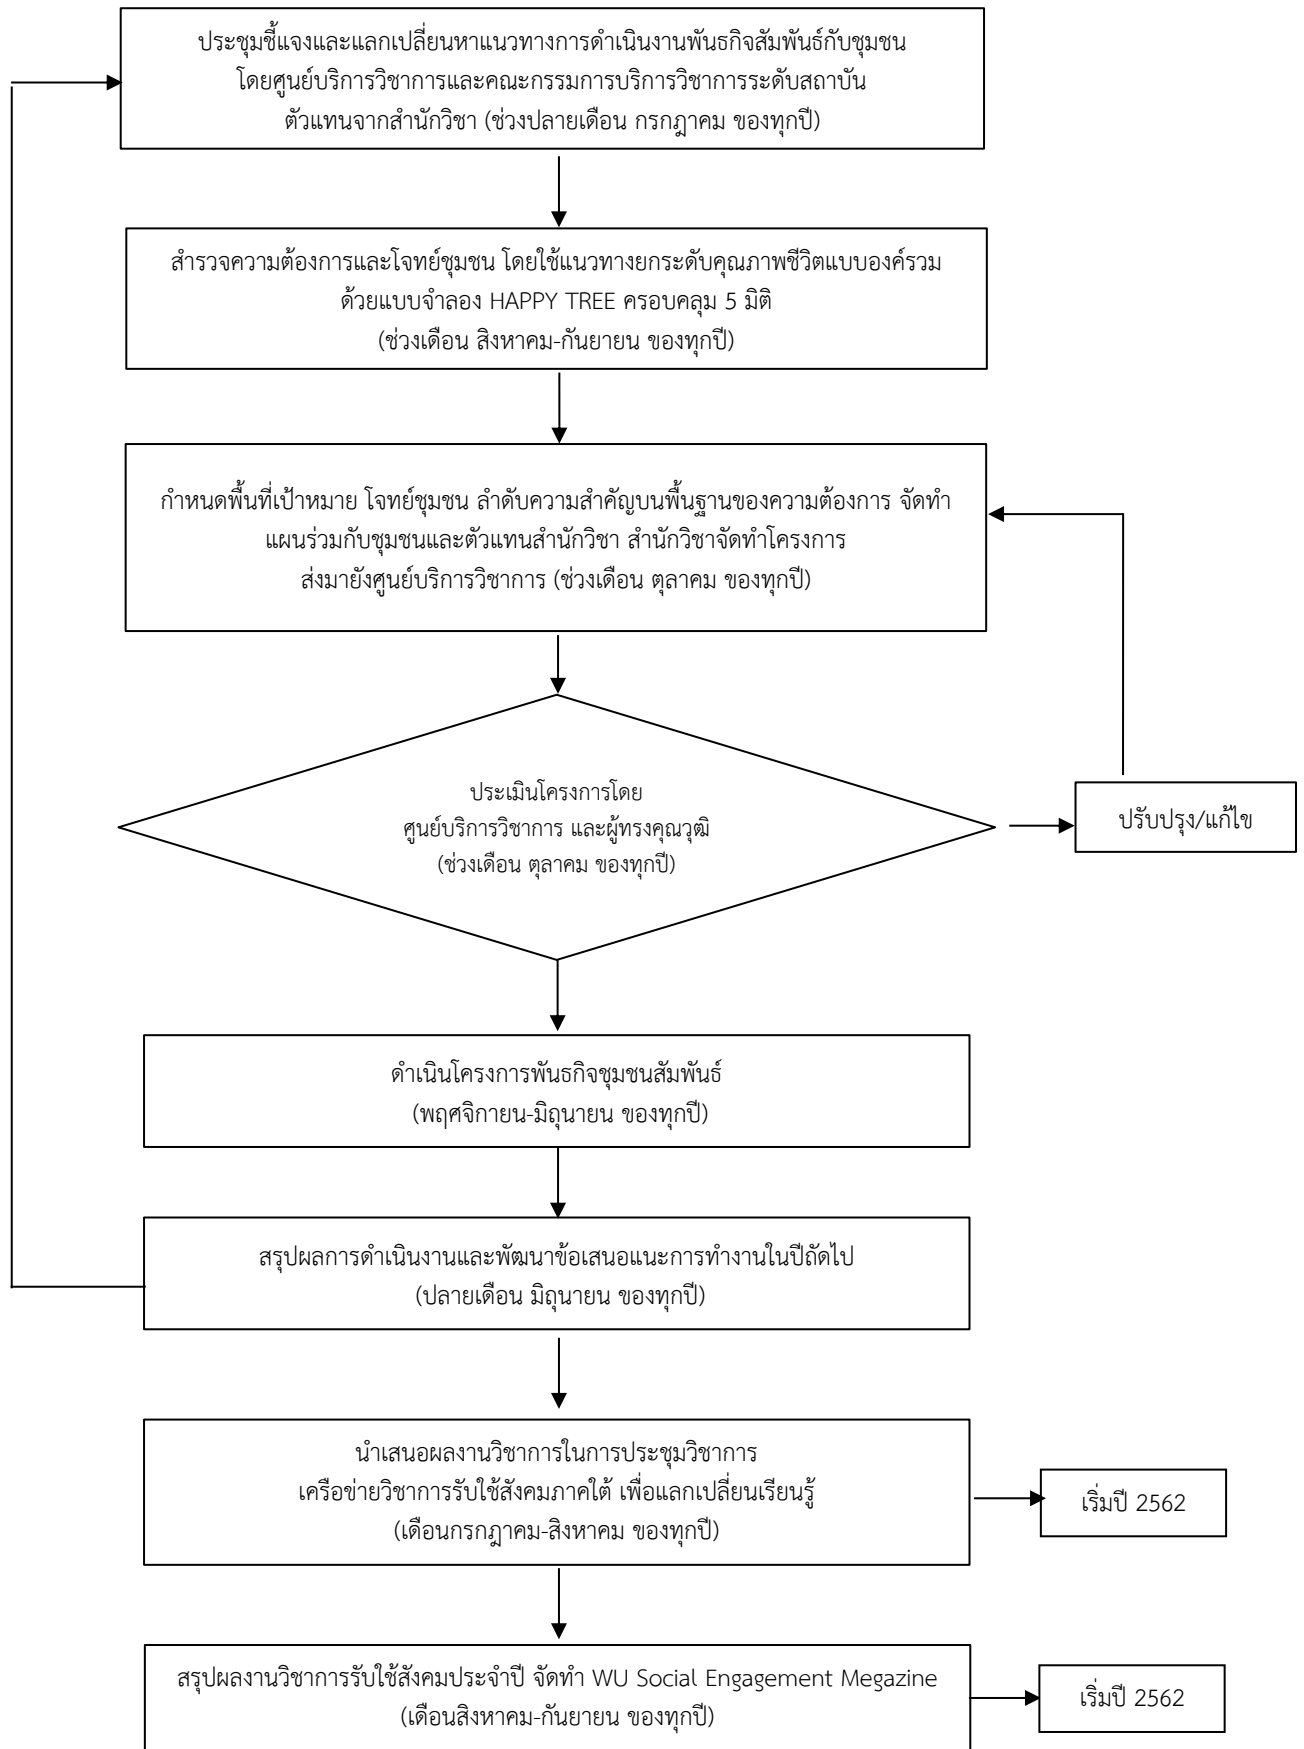 ประชุมชี้แจงและแลกเปลี่ยนหาแนวทางการดำเนินงานพันธกิจสัมพันธ์กับชุมชน
โดยศูนย์บริการวิชาการและคณะกรรมการบริการวิชาการระดับสถาบัน
ตัวแทนจากสำนักวิชา (ช่วงปลายเดือน กรกฎาคม ของทุกปี)
สำรวจความต้องการและโจทย์ชุมชน โดยใช้แนวทางยกระดับคุณภาพชีวิตแบบองค์รวม
ด้วยแบบจำลอง HAPPY TREE ครอบคลุม 5 มิติ
(ช่วงเดือน สิงหาคม-กันยายน ของทุกปี)
กำหนดพื้นที่เป้าหมาย โจทย์ชุมชน ลำดับความสำคัญบนพื้นฐานของความต้องการ จัดทำ
แผนร่วมกับชุมชนและตัวแทนสำนักวิชา สำนักวิชาจัดทำโครงการ
ส่งมายังศูนย์บริการวิชาการ (ช่วงเดือน ตุลาคม ของทุกปี)
ประเมินโครงการโดย
ศูนย์บริการวิชาการ และผู้ทรงคุณวุฒิ
(ช่วงเดือน ตุลาคม ของทุกปี)
ปรับปรุง/แก้ไข
ดำเนินโครงการพันธกิจชุมชนสัมพันธ์
(พฤศจิกายน-มิถุนายน ของทุกปี)
สรุปผลการดำเนินงานและพัฒนาข้อเสนอแนะการทำงานในปีถัดไป
(ปลายเดือน มิถุนายน ของทุกปี)
นำเสนอผลงานวิชาการในการประชุมวิชาการ
เครือข่ายวิชาการรับใช้สังคมภาคใต้ เพื่อแลกเปลี่ยนเรียนรู้
(เดือนกรกฎาคม-สิงหาคม ของทุกปี)
เริ่มปี 2562
สรุปผลงานวิชาการรับใช้สังคมประจำปี จัดทำ WU Social Engagement Megazine
(เดือนสิงหาคม-กันยายน ของทุกปี)
เริ่มปี 2562